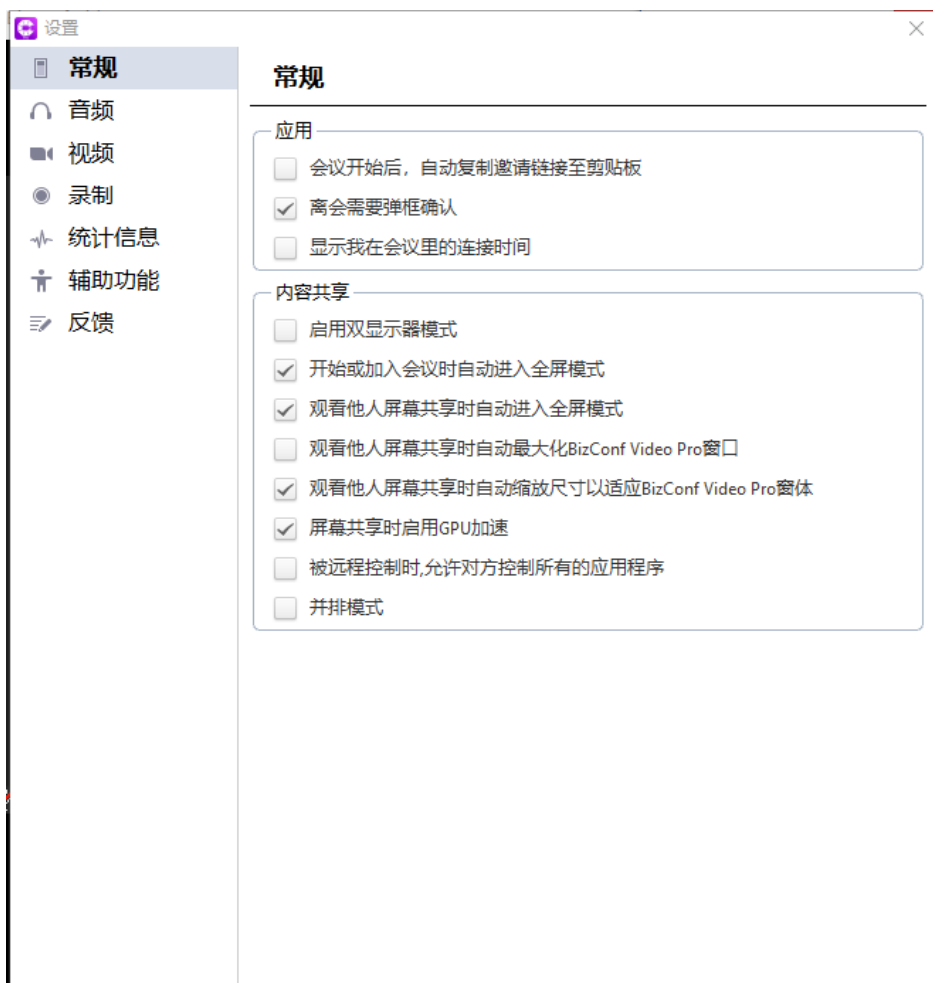 设置
常规
音频
视频
录制
统计信息
辅助功能
反馈
常规
应用
会议开始后，自动复制邀请链接至剪贴板
离会需要弹框确认
显示我在会议里的连接时间
内容共享
启用双显示器模式
开始或加入会议时自动进入全屏模式
观看他人屏幕共享时自动进入全屏模式
观看他人屏幕共享时自动最大化BizConf Video Pro窗口
观看他人屏幕共享时自动缩放尺寸以适应BizConf Video Pro窗体
屏幕共享时启用GPU加速
被远程控制时,允许对方控制所有的应用程序
并排模式